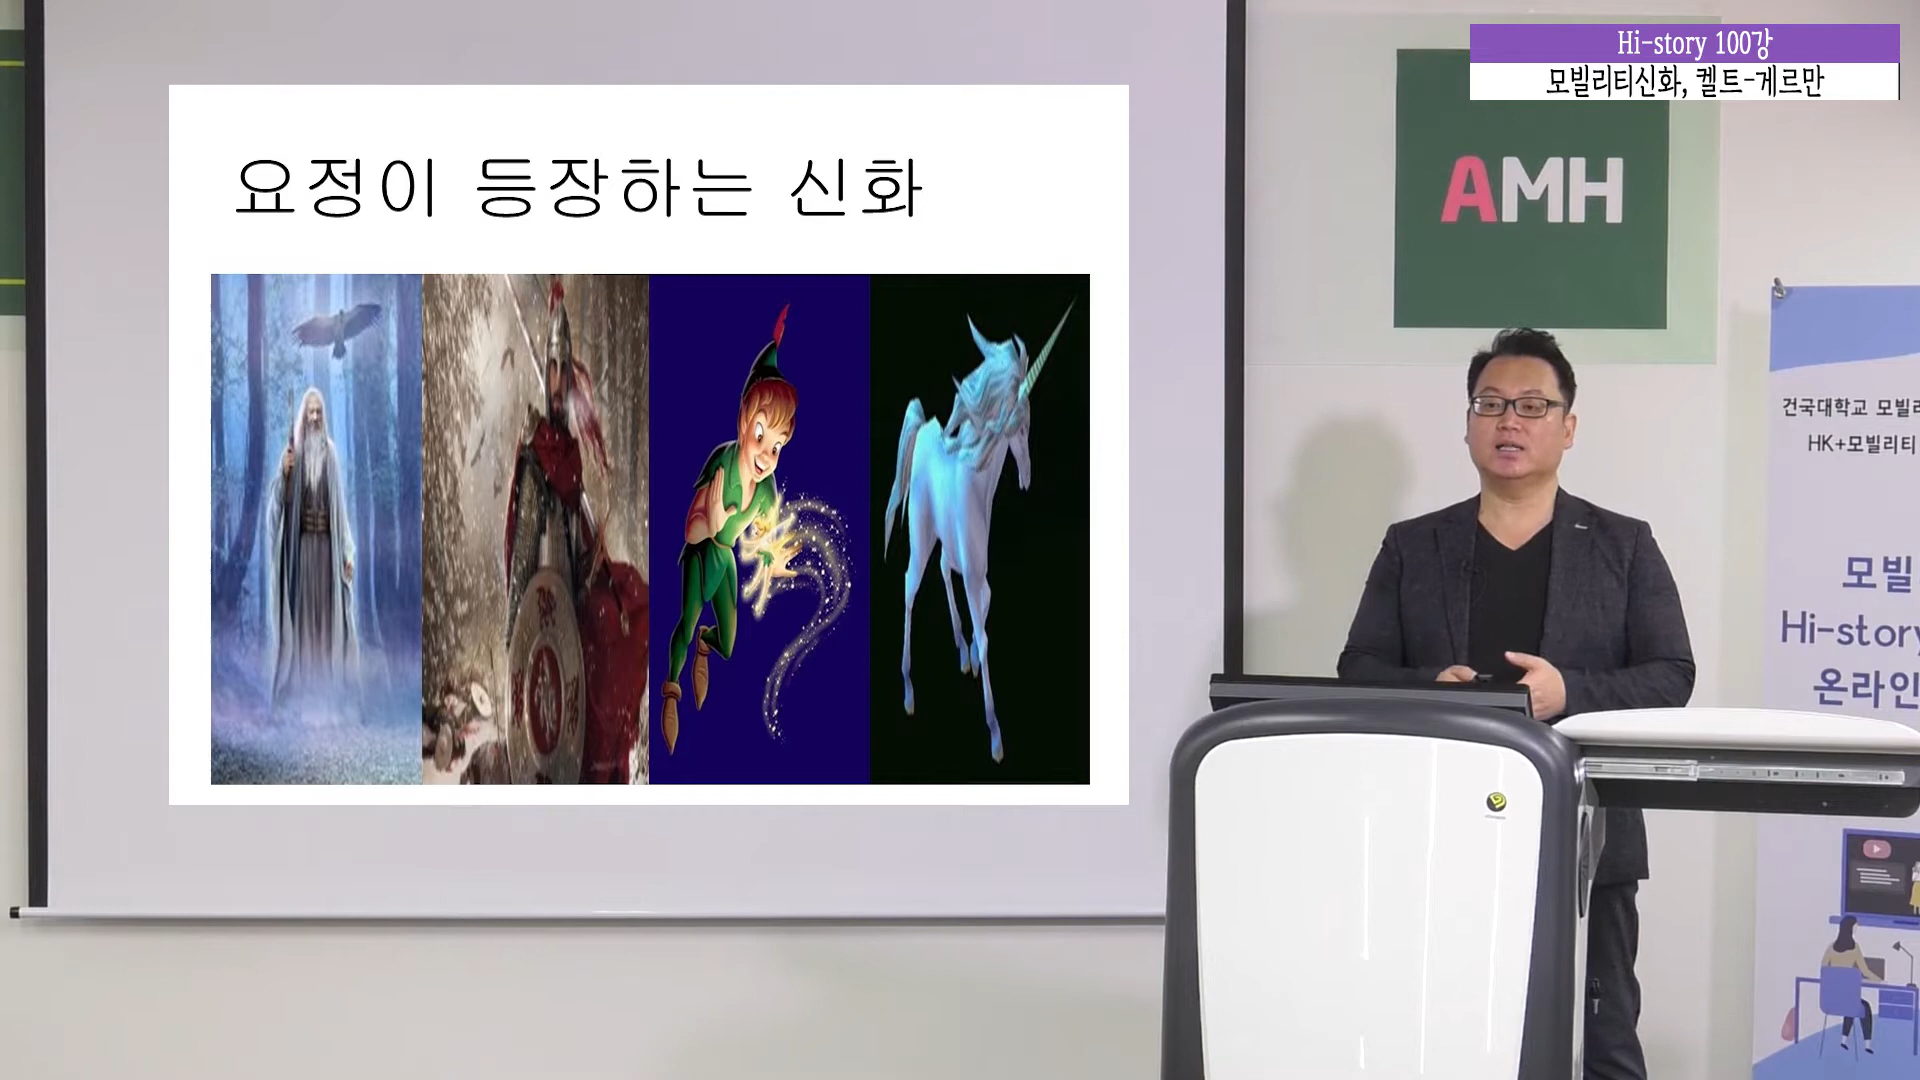 Hi-story 100강
모빌리티신화, 켈트-게르만
요정이 등장하는 신화
AMH
건국대학교 모빌리
HK+모빌리티
모빌
Hi-story
온라인